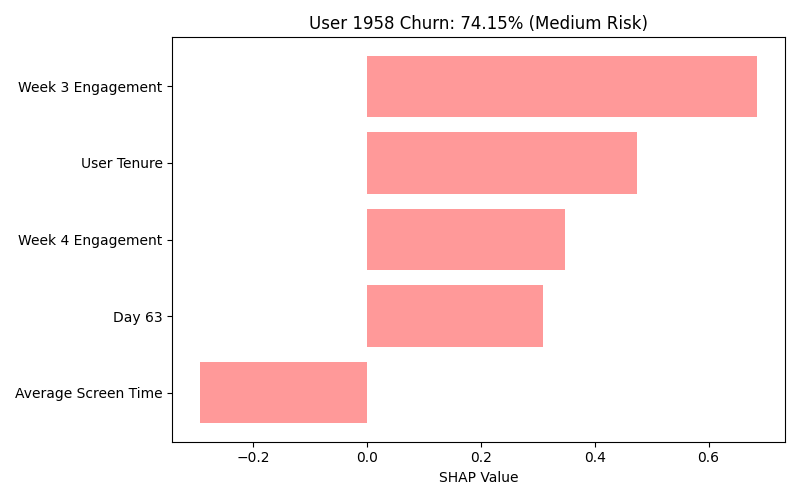 User 1958 Churn: 74.15% (Medium Risk)
Week 3 Engagement
User Tenure
Week 4 Engagement
Day 63
Average Screen Time
−0.2 0.0 0.2 0.4 0.6
SHAP Value